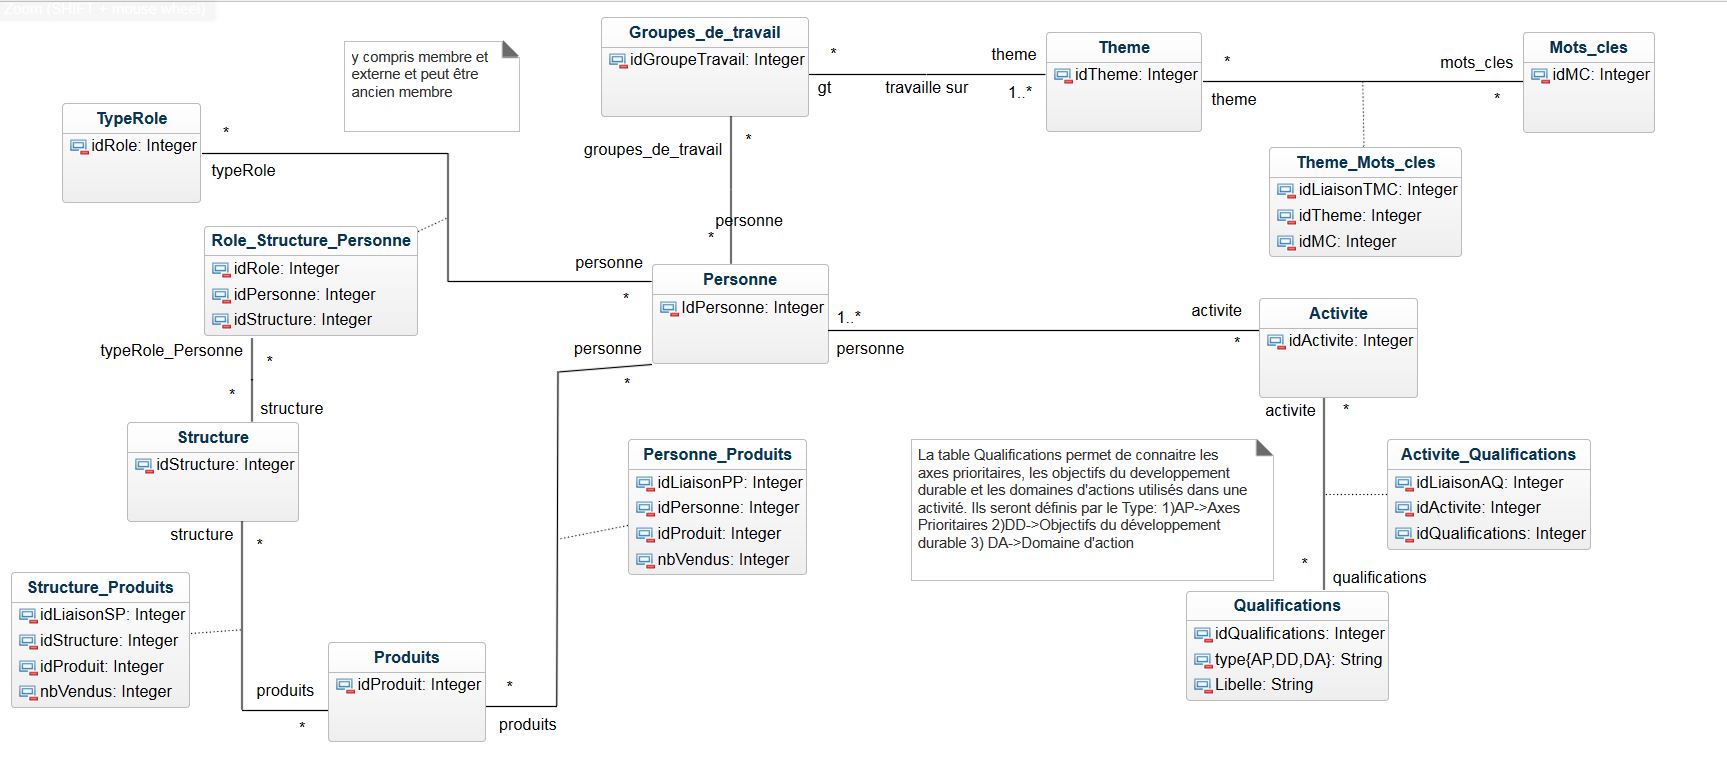 Zoom (SHIFT + mouse wheel)
Groupes_de_travail
idGroupeTravail: Integer
*
theme
gt
travaille sur
1..*
Theme
idTheme: Integer
*
mots_cles
theme
*
Mots_cles
idMC: Integer
y compris membre et
externe et peut être
ancien membre
TypeRole
idRole: Integer
*
typeRole
groupes_de_travail
*
personne
*
Theme_Mots_cles
idLiaisonTMC: Integer
idTheme: Integer
idMC: Integer
Role_Structure_Personne
idRole: Integer
idPersonne: Integer
idStructure: Integer
personne
*
Personne
IdPersonne: Integer
1..*
personne
activite
*
Activite
idActivite: Integer
typeRole_Personne
*
*
structure
personne
*
Structure
idStructure: Integer
structure
*
Personne_Produits
idLiaisonPP: Integer
idPersonne: Integer
idProduit: Integer
nbVendus: Integer
La table Qualifications permet de connaitre les
axes prioritaires, les objectifs du developpement
durable et les domaines d'actions utilisés dans une
activité. Ils seront définis par le Type: 1)AP->Axes
Prioritaires 2)DD->Objectifs du développement
durable 3) DA->Domaine d'action
activite
*
Activite_Qualifications
idLiaisonAQ: Integer
idActivite: Integer
idQualifications: Integer
*
qualifications
Structure_Produits
idLiaisonSP: Integer
idStructure: Integer
idProduit: Integer
nbVendus: Integer
produits
*
Produits
idProduit: Integer
*
produits
Qualifications
idQualifications: Integer
type{AP,DD,DA}: String
Libelle: String